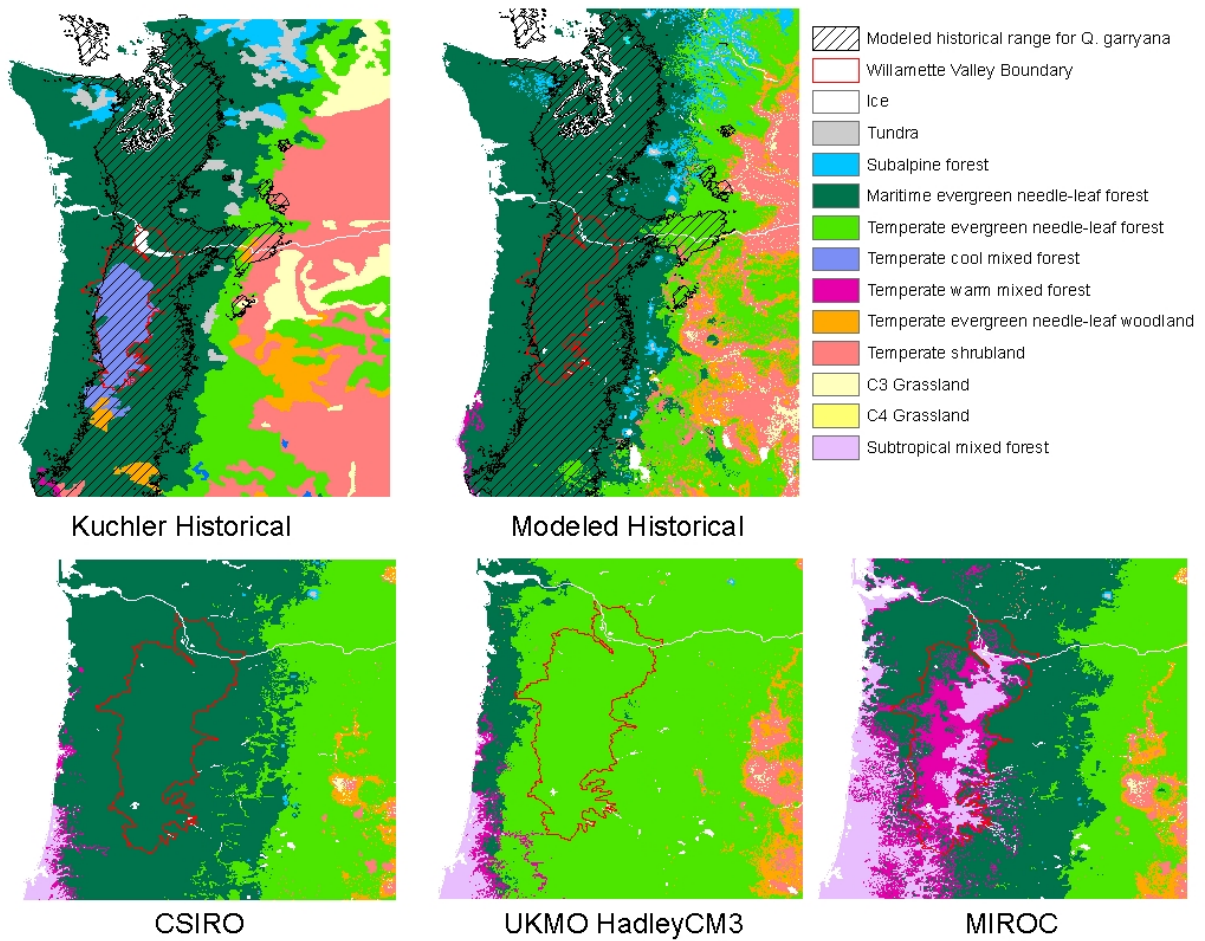 Modeled historical range for Q. garryana
Willamette Valley Boundary
Ice
Tundra
Subalpine forest
Maritime evergreen needle-leaf forest
Temperate evergreen needle-leaf forest
Temperate cool mixed forest
Temperate warm mixed forest
Temperate evergreen needle-leaf woodland
Temperate shrubland
C3 Grassland
C4 Grassland
Subtropical mixed forest
Kuchler Historical
Modeled Historical
CSIRO
UKMO HadleyCM3
MIROC